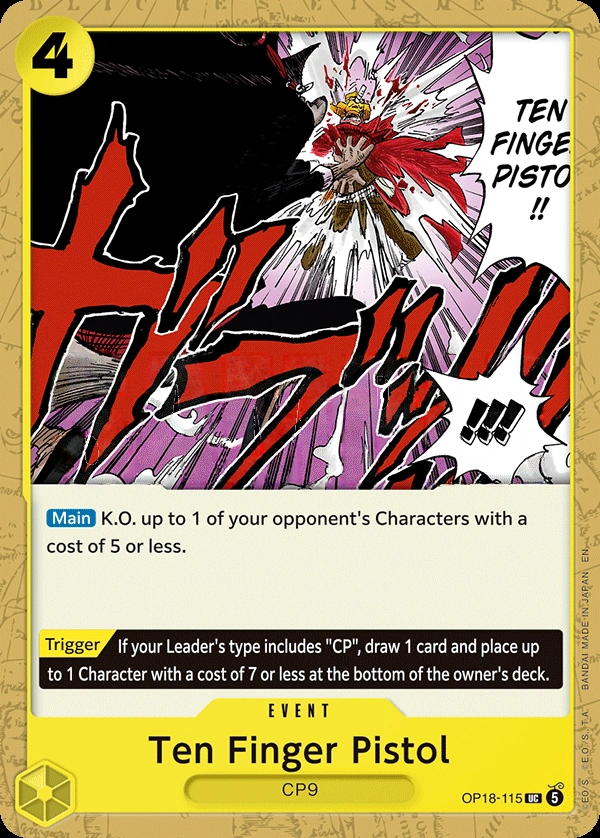 4
TEN
FINGE
PISTO
!!
ガブッ
!!!
Main K.O. up to 1 of your opponent's Characters with a
cost of 5 or less.
Trigger If your Leader's type includes "CP", draw 1 card and place up
to 1 Character with a cost of 7 or less at the bottom of the owner's deck.
EVENT
Ten Finger Pistol
CP9
OP18-115 UC 5
©E.O./S., ©E.O./S.,T.A. BANDAI MADE IN JAPAN EN